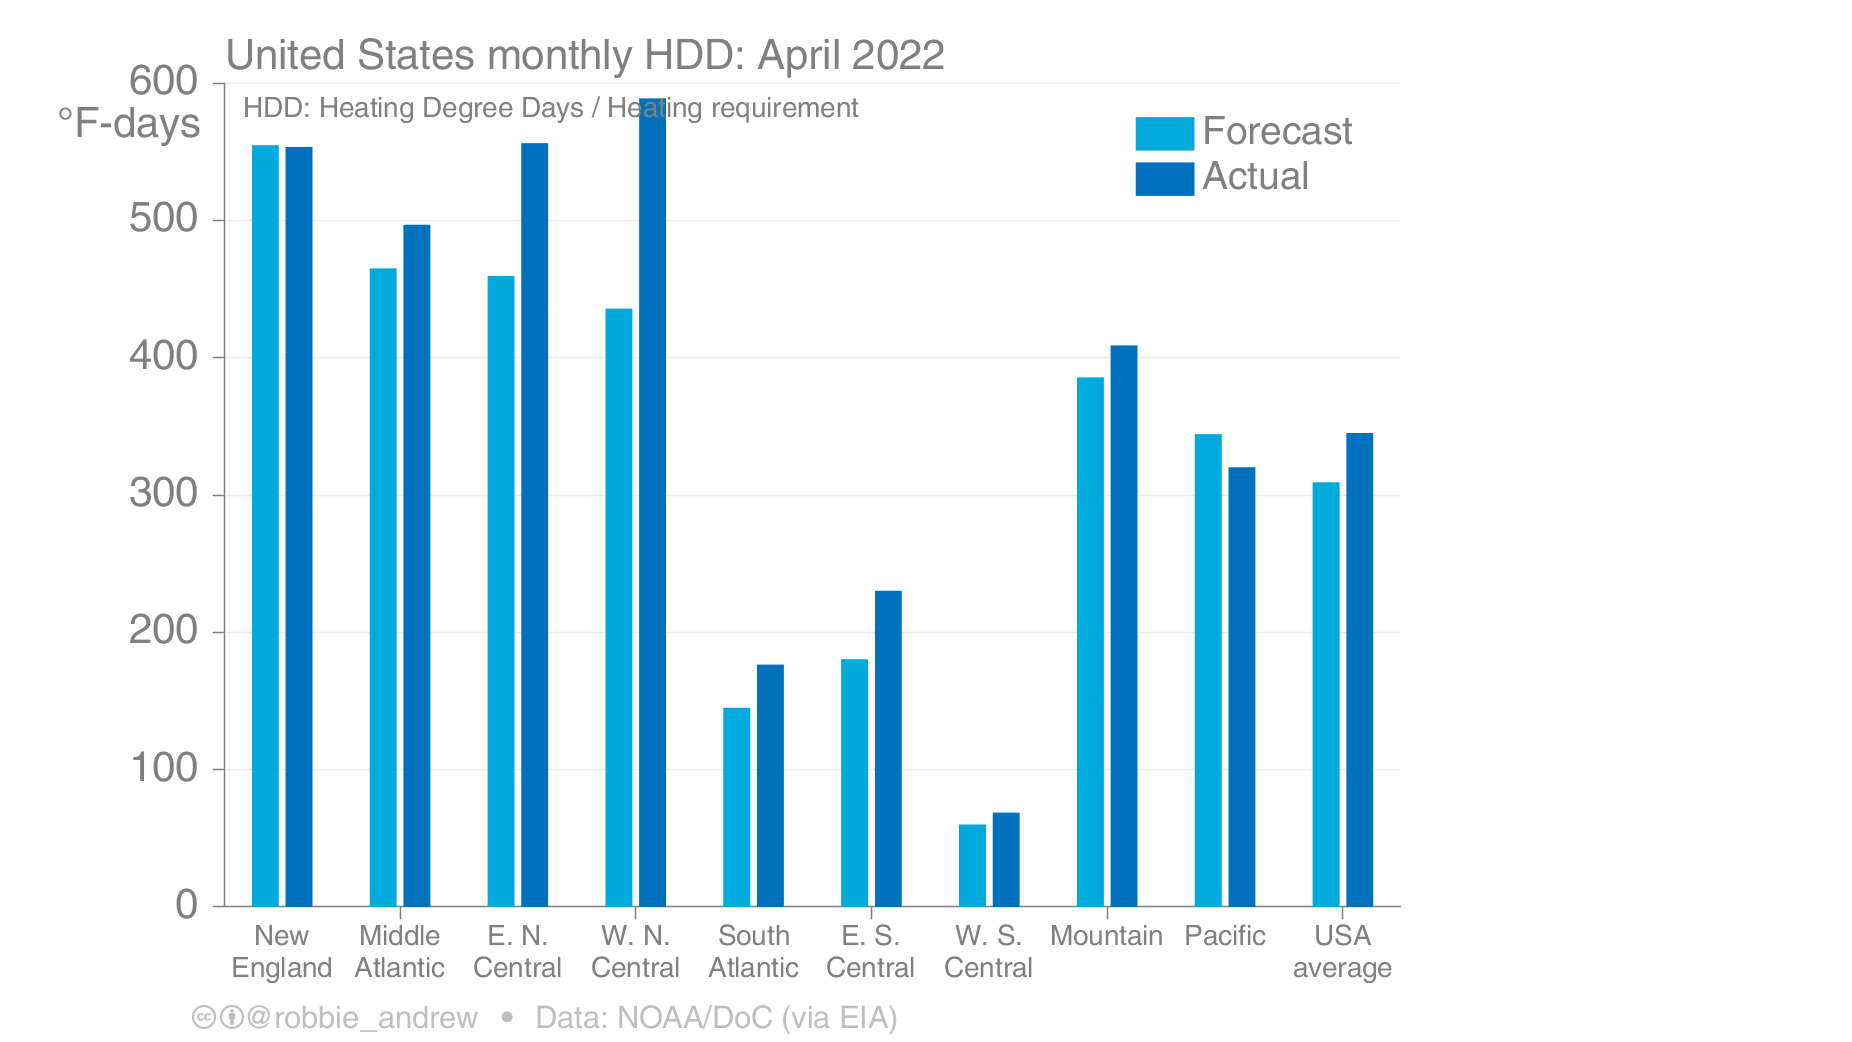 United States monthly HDD: April 2022
600
°F-days
HDD: Heating Degree Days / Heating requirement
Forecast
Actual
500
400
300
200
100
0
New England
Middle Atlantic
E. N. Central
W. N. Central
South Atlantic
E. S. Central
W. S. Central
Mountain
Pacific
USA average
@robbie_andrew • Data: NOAA/DoC (via EIA)